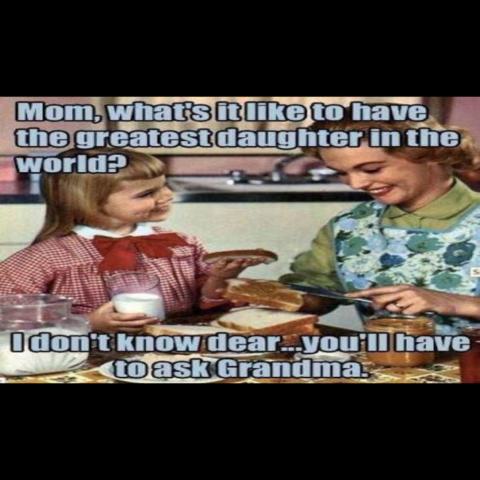 Mom, what's it like to have
the greatest daughter in the
world?
I don't know dear...you'll have
to ask Grandma.